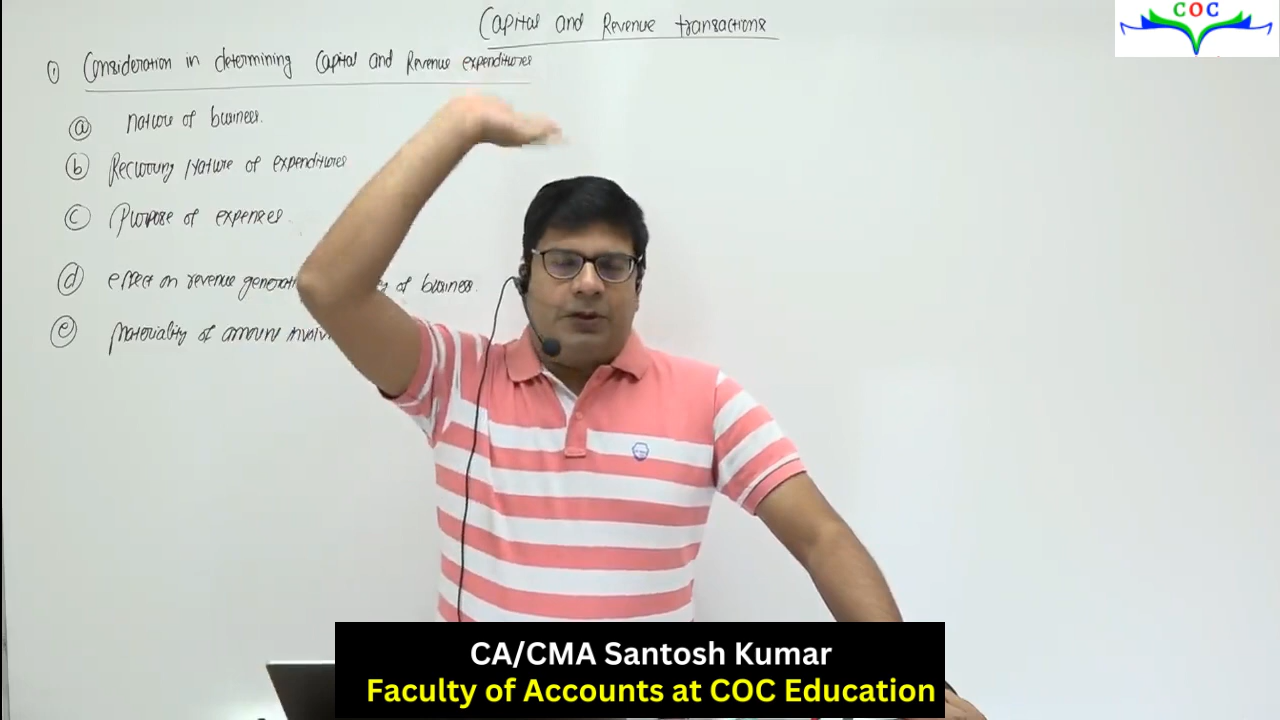 Capital and Revenue transactions
COC
① Consideration in determining Capital and Revenue expenditures
ⓐ Nature of business.
ⓑ Recurring Nature of expenditures
ⓒ Purpose of expenses
ⓓ effect on revenue of business.
ⓔ Materiality of amount
CA/CMA Santosh Kumar
Faculty of Accounts at COC Education